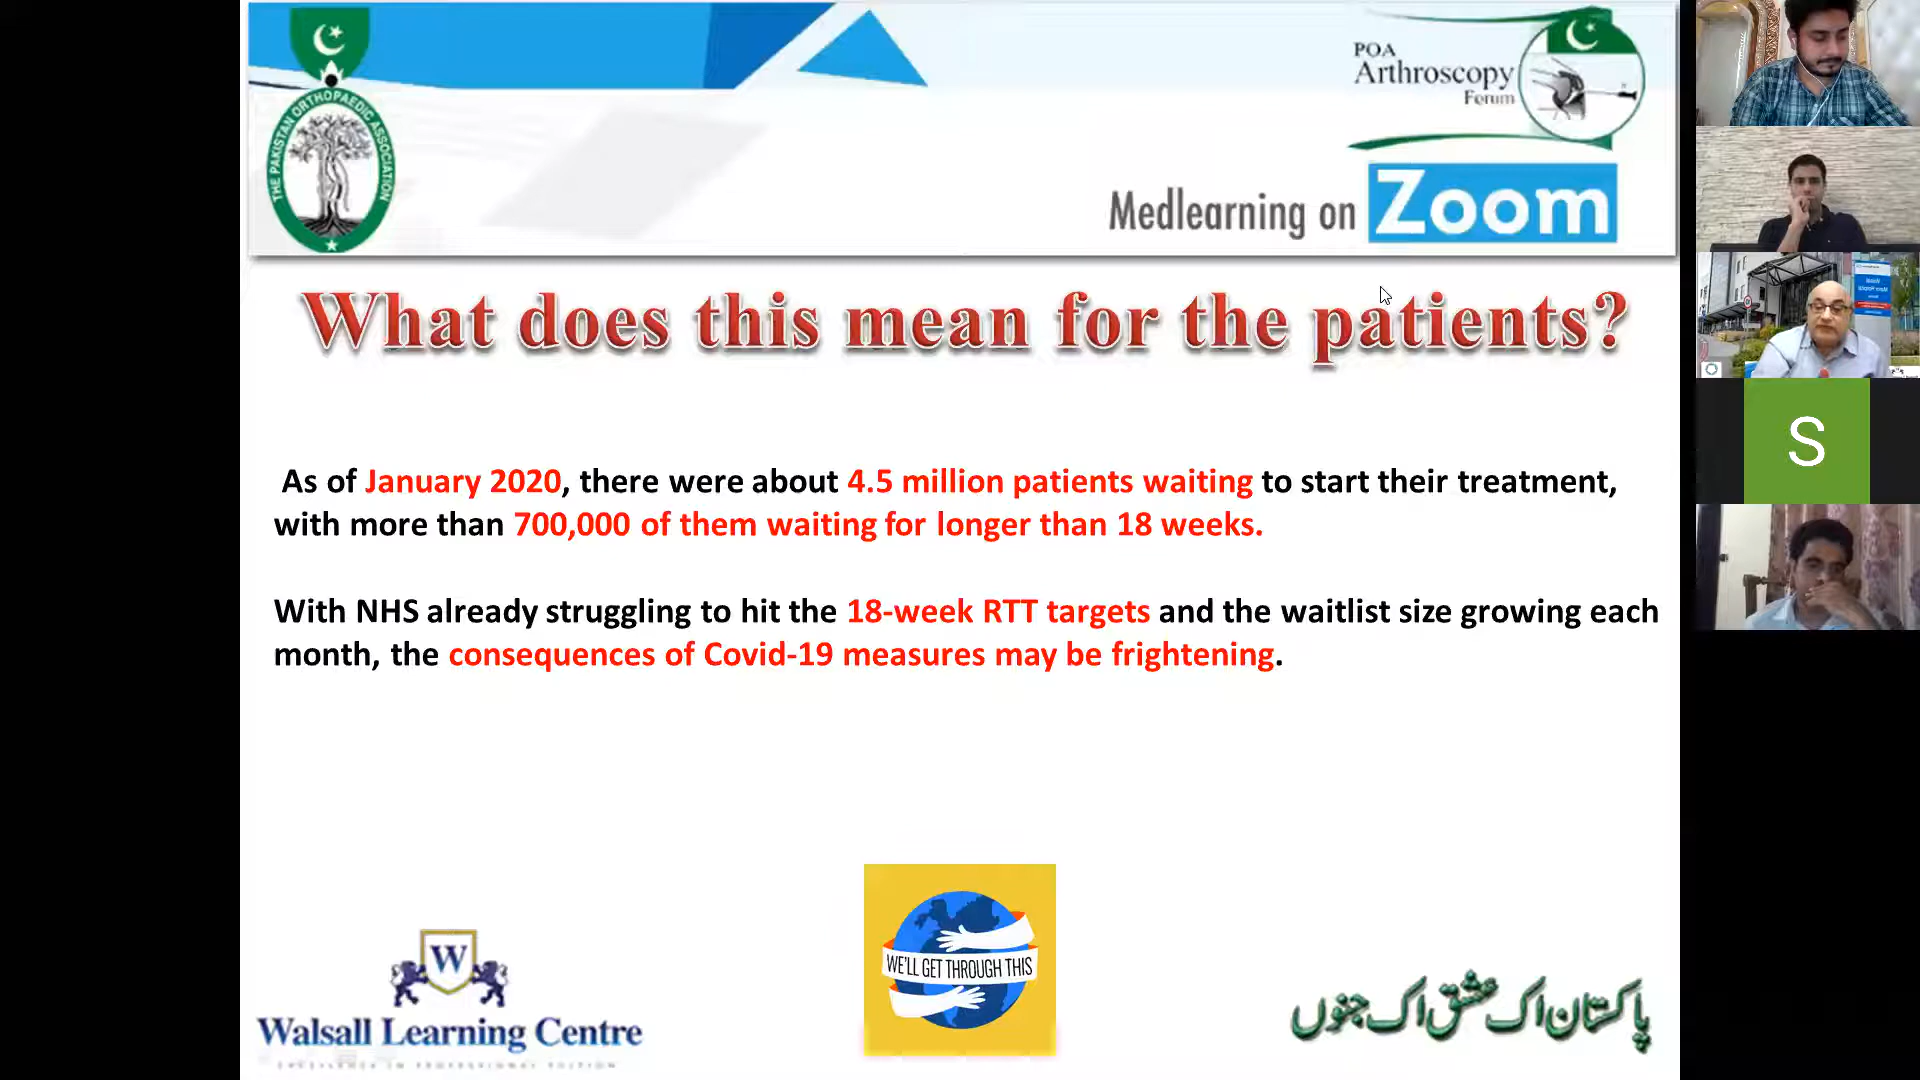 THE PAKISTAN ORTHOPAEDIC ASSOCIATION
POA
Arthroscopy
Forum
Medlearning on Zoom
What does this mean for the patients?
As of January 2020, there were about 4.5 million patients waiting to start their treatment,
with more than 700,000 of them waiting for longer than 18 weeks.
With NHS already struggling to hit the 18-week RTT targets and the waitlist size growing each
month, the consequences of Covid-19 measures may be frightening.
S
WE'LL GET THROUGH THIS
W
Walsall Learning Centre
EXCELLENCE IN PROFESSIONAL TUITION
پاکستان اک عشق اک جنوں